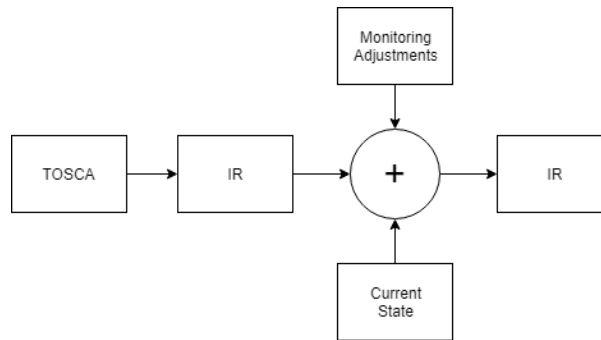 Monitoring
Adjustments
TOSCA
IR
+
IR
Current
State